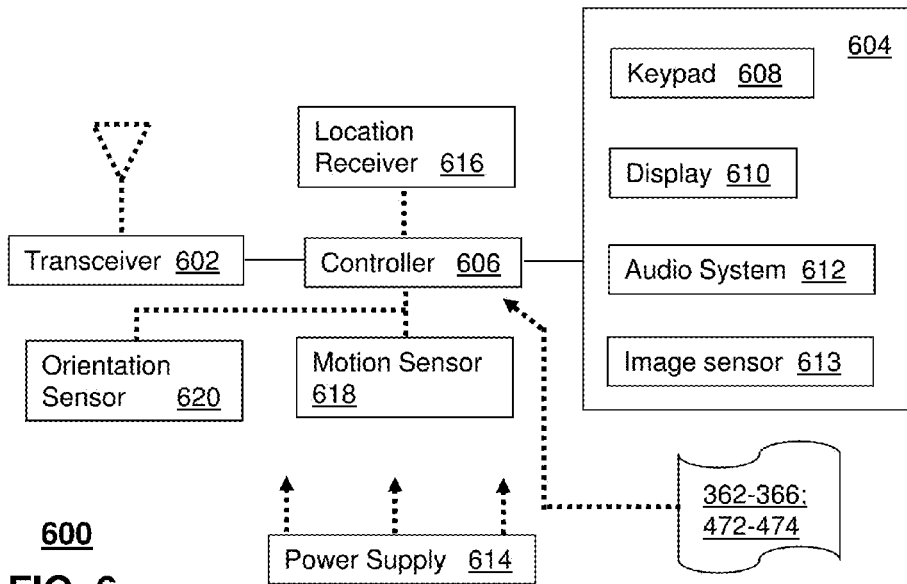 604
Keypad 608
Location
Receiver 616
Display 610
Transceiver 602
Controller 606
Audio System 612
Orientation
Sensor 620
Motion Sensor
618
Image sensor 613
362-366;
472-474
600
Power Supply 614
FIG. 6